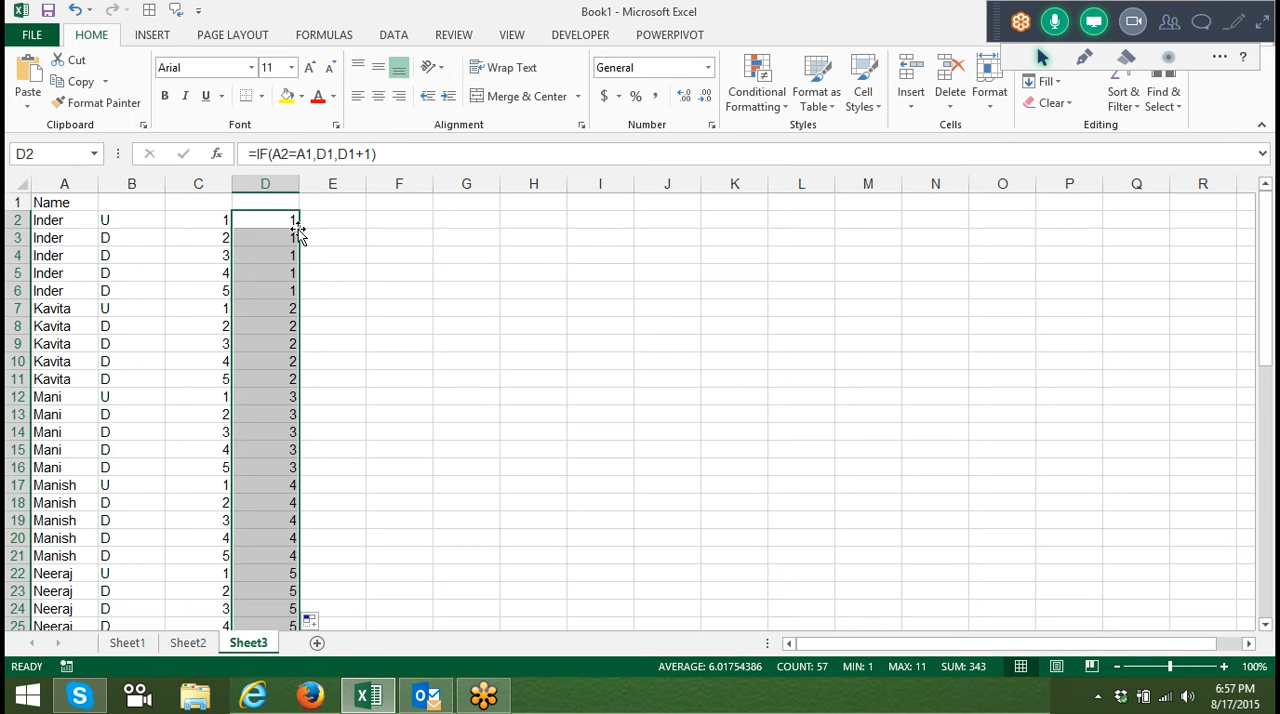 Book1 - Microsoft Excel
FILE HOME INSERT PAGE LAYOUT FORMULAS DATA REVIEW VIEW DEVELOPER POWERPIVOT
Cut
Copy
Format Painter
Paste
Clipboard
Arial 11
B I U
Font
Wrap Text
Merge & Center
Alignment
General
$ % ,
Number
Conditional Formatting
Format as Table
Cell Styles
Styles
Insert Delete Format
Cells
Fill
Clear
Sort & Filter
Find & Select
Editing
D2 fx =IF(A2=A1,D1,D1+1)
A B C D E F G H I J K L M N O P Q R
1 Name
2 Inder U 1 1
3 Inder D 2 1
4 Inder D 3 1
5 Inder D 4 1
6 Inder D 5 1
7 Kavita U 1 2
8 Kavita D 2 2
9 Kavita D 3 2
10 Kavita D 4 2
11 Kavita D 5 2
12 Mani U 1 3
13 Mani D 2 3
14 Mani D 3 3
15 Mani D 4 3
16 Mani D 5 3
17 Manish U 1 4
18 Manish D 2 4
19 Manish D 3 4
20 Manish D 4 4
21 Manish D 5 4
22 Neeraj U 1 5
23 Neeraj D 2 5
24 Neeraj D 3 5
25 Neeraj D 4 5
Sheet1 Sheet2 Sheet3
READY AVERAGE: 6.01754386 COUNT: 57 MIN: 1 MAX: 11 SUM: 343 100%
6:57 PM
8/17/2015